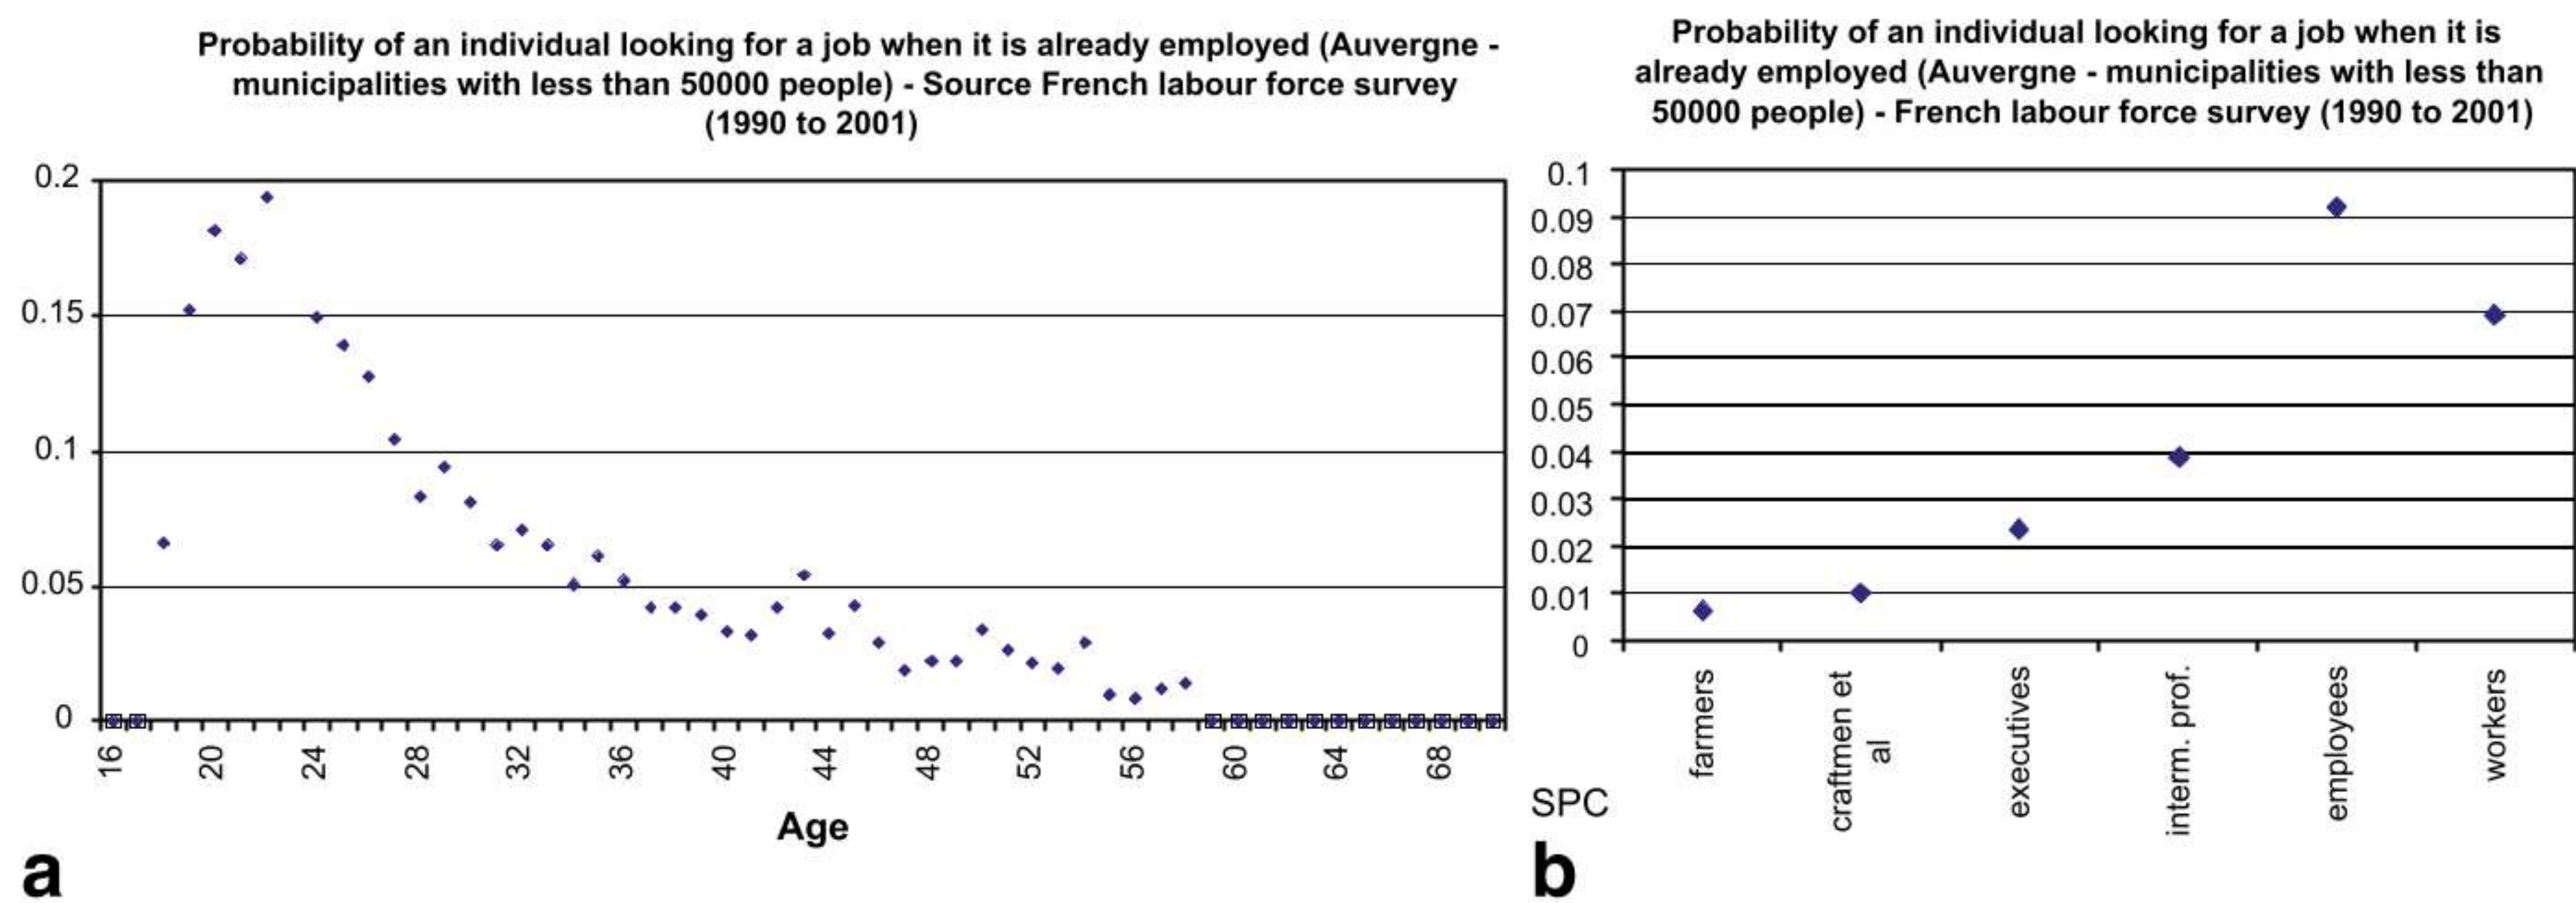 Probability of an individual looking for a job when it is already employed (Auvergne -
municipalities with less than 50000 people) - Source French labour force survey
(1990 to 2001)
0.2
0.15
0.1
0.05
0
16
20
24
28
32
36
40
44
48
52
56
60
64
68
Age
a
Probability of an individual looking for a job when it is
already employed (Auvergne - municipalities with less than
50000 people) - French labour force survey (1990 to 2001)
0.1
0.09
0.08
0.07
0.06
0.05
0.04
0.03
0.02
0.01
0
farmers
craftmen et
al
executives
interm. prof.
employees
workers
SPC
b